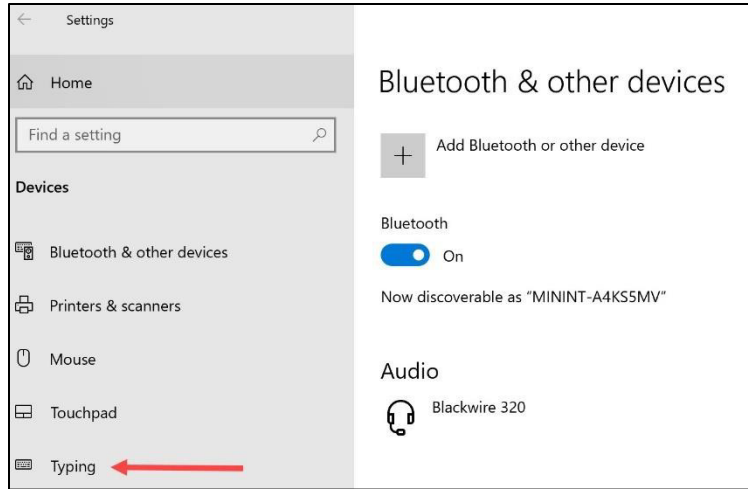 Settings
Home
Find a setting
Devices
Bluetooth & other devices
Printers & scanners
Mouse
Touchpad
Typing
Bluetooth & other devices
Add Bluetooth or other device
Bluetooth
On
Now discoverable as “MININT-A4KS5MV”
Audio
Blackwire 320